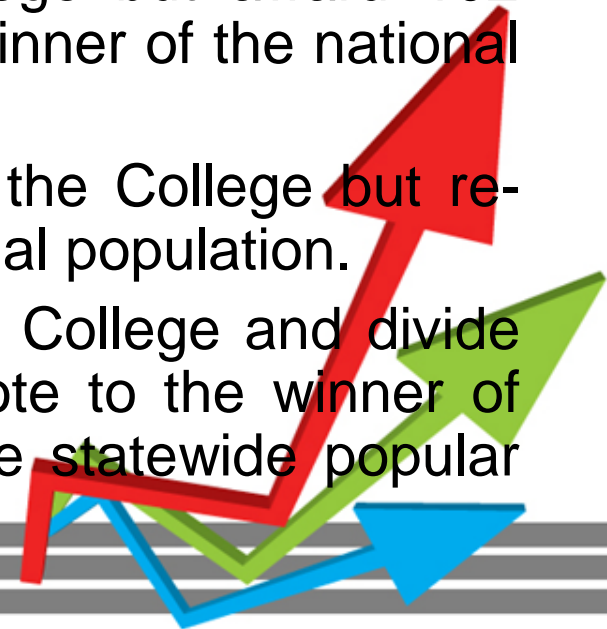 inner of the national
the College but re-
al population.
College and divide
ote to the winner of
e statewide popular